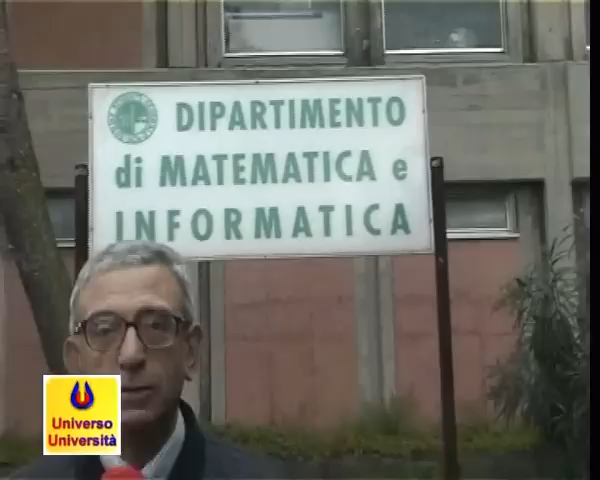 DIPARTIMENTO
di MATEMATICA e
INFORMATICA
Universo
Università